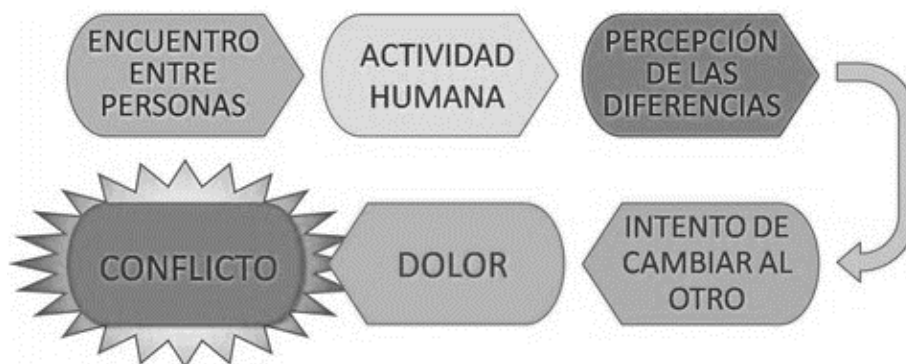 ENCUENTRO
ENTRE
PERSONAS
ACTIVIDAD
HUMANA
PERCEPCIÓN
DE LAS
DIFERENCIAS
INTENTO DE
CAMBIAR AL
OTRO
DOLOR
CONFLICTO